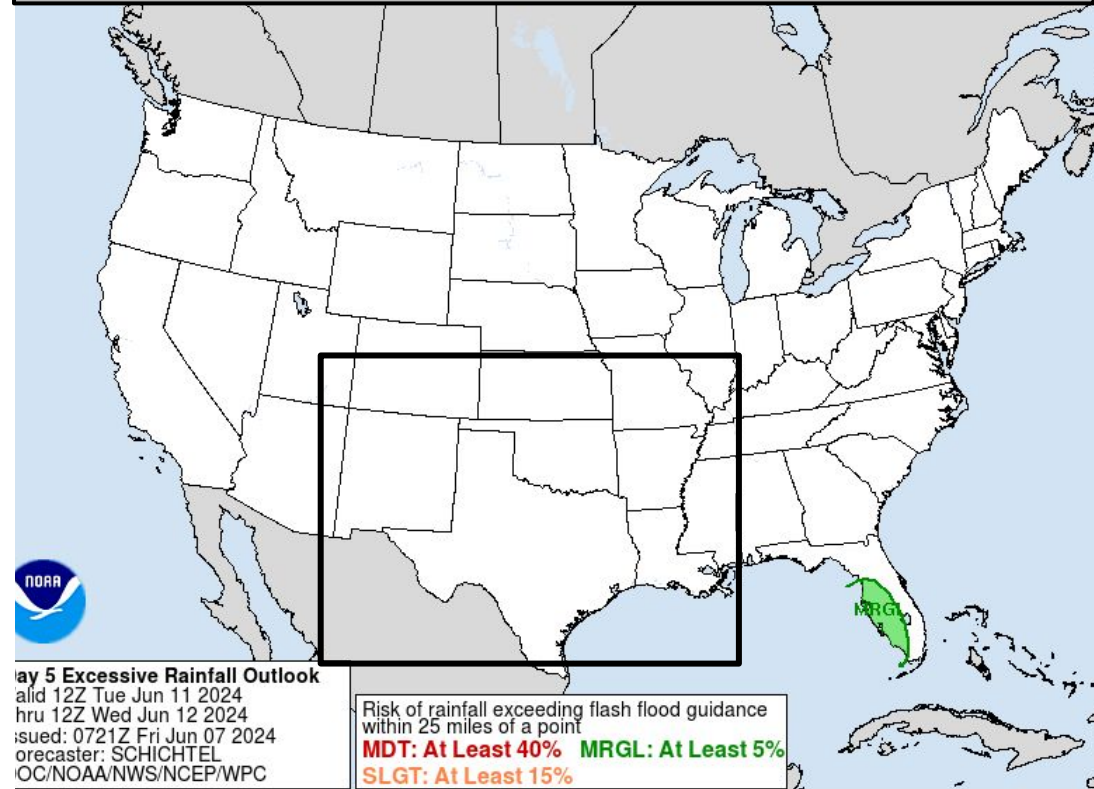 NOAA
MRGL
ay 5 Excessive Rainfall Outlook
alid 12Z Tue Jun 11 2024
hru 12Z Wed Jun 12 2024
ssued: 0721Z Fri Jun 07 2024
orecaster: SCHICHTEL
OC/NOAA/NWS/NCEP/WPC
Risk of rainfall exceeding flash flood guidance
within 25 miles of a point
MDT: At Least 40% MRGL: At Least 5%
SLGT: At Least 15%